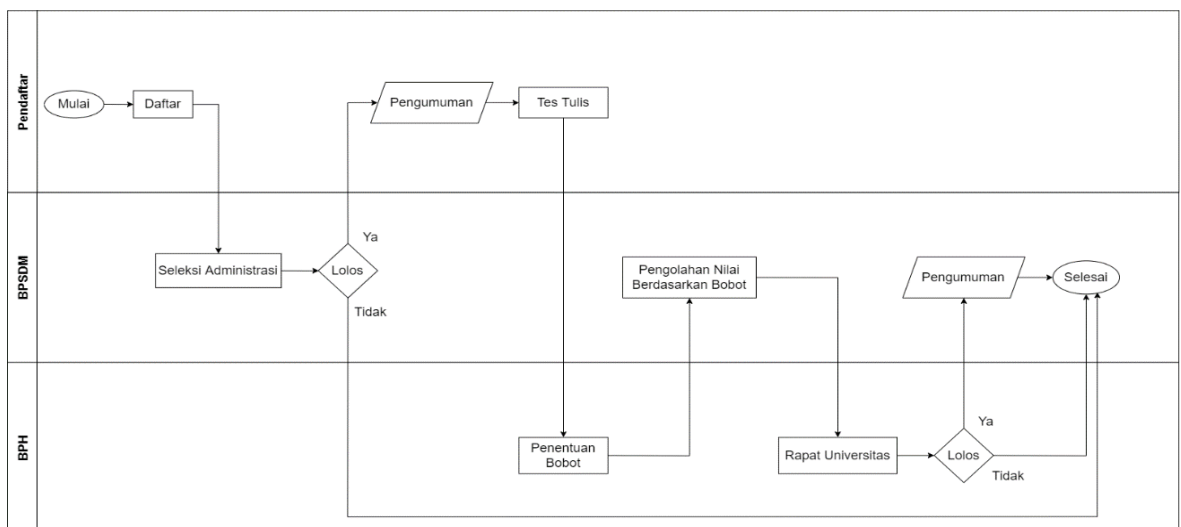 Pendaftar
Mulai
Daftar
Pengumuman
Tes Tulis
BPSDM
Seleksi Administrasi
Lolos
Ya
Tidak
Pengolahan Nilai
Berdasarkan Bobot
Pengumuman
Selesai
BPH
Penentuan
Bobot
Rapat Universitas
Lolos
Ya
Tidak